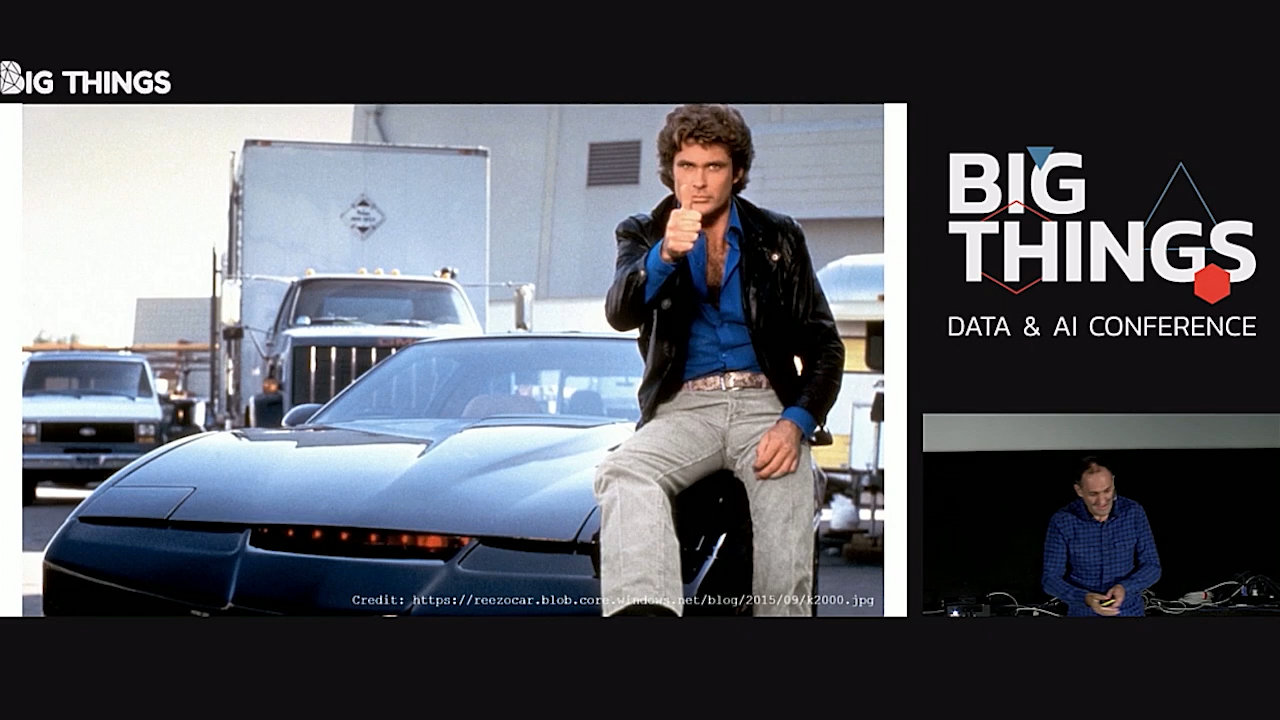 BIG THINGS
BIG
THINGS
DATA & AI CONFERENCE
Credit: https://reezocar.blob.core.windows.net/blog/2015/09/k2000.jpg